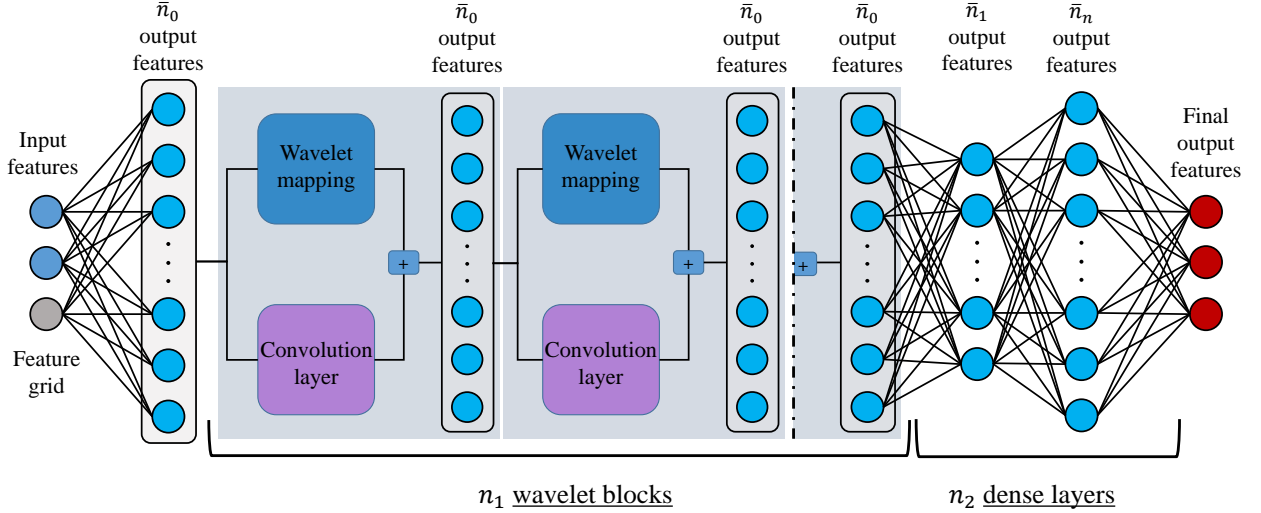 n̄₀
output
features
n̄₀
output
features
n̄₀
output
features
n̄₀
output
features
n̄₁
output
features
n̄ₙ
output
features
Input
features
Feature
grid
Wavelet
mapping
Convolution
layer
+
Wavelet
mapping
Convolution
layer
+
+
Final
output
features
n₁ wavelet blocks
n₂ dense layers